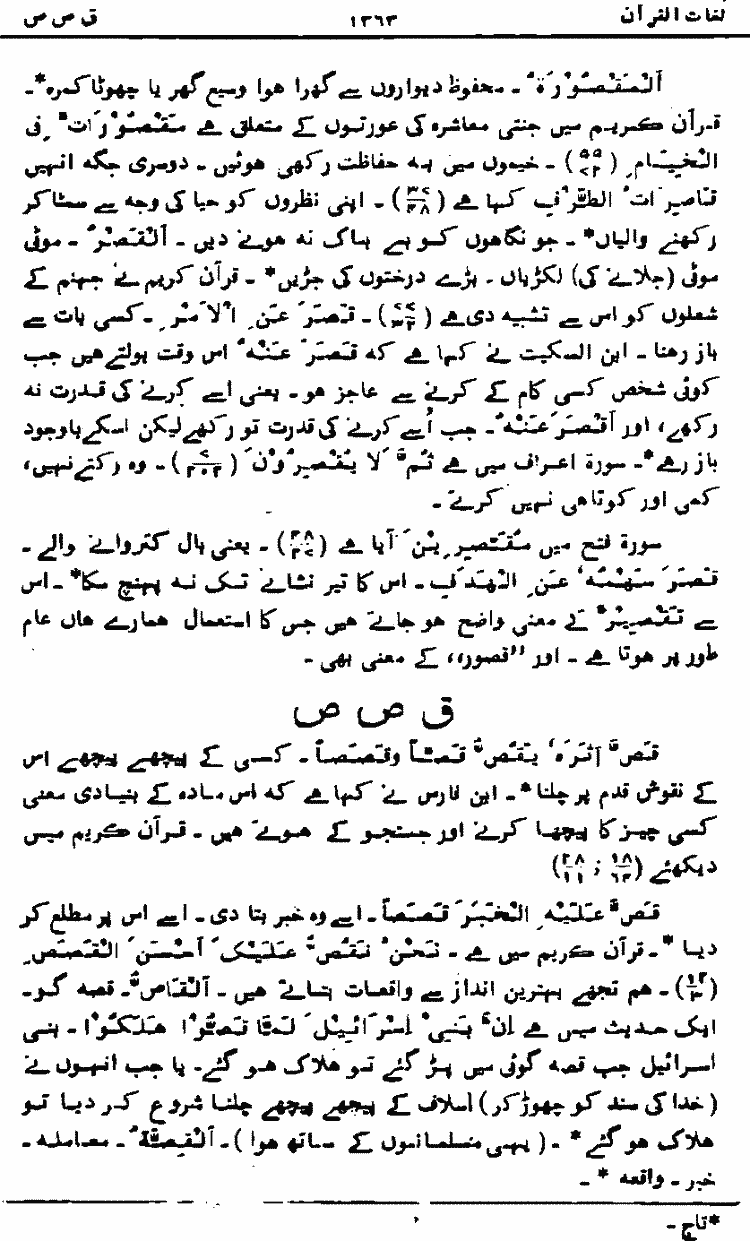 لغات القرآن ۱۳٦۳ ق ص ص
اَلْمَقْصُوْرَةُ ۔ محفوظ دیواروں سے گھرا ہوا وسیع گھر یا چھوٹا کمرہ*۔
قرآن کریم میں جنتی معاشرہ کی عورتوں کے متعلق ہے مَقْصُوْرَاتٌ فِی
الْخِیَامِ (۵۵/۷۲) ۔ خیموں میں بہ حفاظت رکھی ہوئیں ۔ دوسری جگہ انہیں
قَاصِرَاتُ الطَّرْفِ کہا ہے (۳۷/۴۸) ۔ اپنی نظروں کو حیا کی وجہ سے سمٹا کر
رکھنے والیاں* ۔ جو نگاہوں کو بے باک نہ ہونے دیں ۔ اَلْقَصْرُ ۔ موٹی
موٹی (جلانے کی) لکڑیاں ۔ بڑے درختوں کی جڑیں* ۔ قرآن کریم نے جہنم کے
شعلوں کو اس سے تشبیہ دی ہے (۷۷/۳۲) ۔ قَصَرَ عَنِ الْاَمْرِ ۔ کسی بات سے
باز رہنا ۔ ابن السکیت نے کہا ہے کہ قَصَرَ عَنْہُ اس وقت بولتے ہیں جب
کوئی شخص کسی کام کے کرنے سے عاجز ہو ۔ یعنی اسے کرنے کی قدرت نہ
رکھے، اور اَقْصَرَ عَنْہُ ۔ جب اُسے کرنے کی قدرت تو رکھے لیکن اسکے باوجود
باز رہے* ۔ سورۃ اعراف میں ہے ثُمَّ لَا یُقْصِرُوْنَ (۷/۲۰۲) ۔ وہ رکتے نہیں،
کمی اور کوتاہی نہیں کرتے ۔
سورۃ فتح میں مُقَصِّرِیْنَ آیا ہے (۴۸/۲۷) ۔ یعنی بال کتروانے والے ۔
قَصَرَ سَہْمُہٗ عَنِ الْہَدَفِ ۔ اس کا تیر نشانے تک نہ پہنچ سکا* ۔ اس
سے تَقْصِیْرٌ کے معنی واضح ہو جاتے ہیں جس کا استعمال ہمارے ہاں عام
طور پر ہوتا ہے ۔ اور ”قصور“ کے معنی بھی ۔
ق ص ص
قَصَّ اَثَرَہٗ یَقُصُّ قَصًّا وَقَصَصًا ۔ کسی کے پیچھے پیچھے اس
کے نقوش قدم پر چلنا* ۔ ابن فارس نے کہا ہے کہ اس مادہ کے بنیادی معنی
کسی چیز کا پیچھا کرنے اور جستجو کے ہوتے ہیں ۔ قرآن کریم میں
دیکھئے (۱۸/٦۴ ؛ ۲۸/۱۱)
قَصَّ عَلَیْہِ الْخَبَرَ قَصَصًا ۔ اسے وہ خبر بتا دی ۔ اسے اس پر مطلع کر
دیا * ۔ قرآن کریم میں ہے ۔ نَحْنُ نَقُصُّ عَلَیْکَ اَحْسَنَ الْقَصَصِ
(۱۲/۳) ۔ ہم تجھے بہترین انداز سے واقعات بتاتے ہیں ۔ اَلْقَاصُّ ۔ قصہ گو ۔
ایک حدیث میں ہے اِنَّ بَنِیْ اِسْرَائِیْلَ لَمَّا قَصُّوْا ہَلَکُوْا ۔ بنی
اسرائیل جب قصہ گوئی میں پڑ گئے تو ہلاک ہو گئے ۔ یا جب انہوں نے
(خدا کی سند کو چھوڑ کر) اسلاف کے پیچھے پیچھے چلنا شروع کر دیا تو
ہلاک ہو گئے * ۔ (یہی مسلمانوں کے ساتھ ہوا) ۔ اَلْقِصَّۃُ ۔ معاملہ ۔
خبر ۔ واقعہ * ۔
*تاج ۔